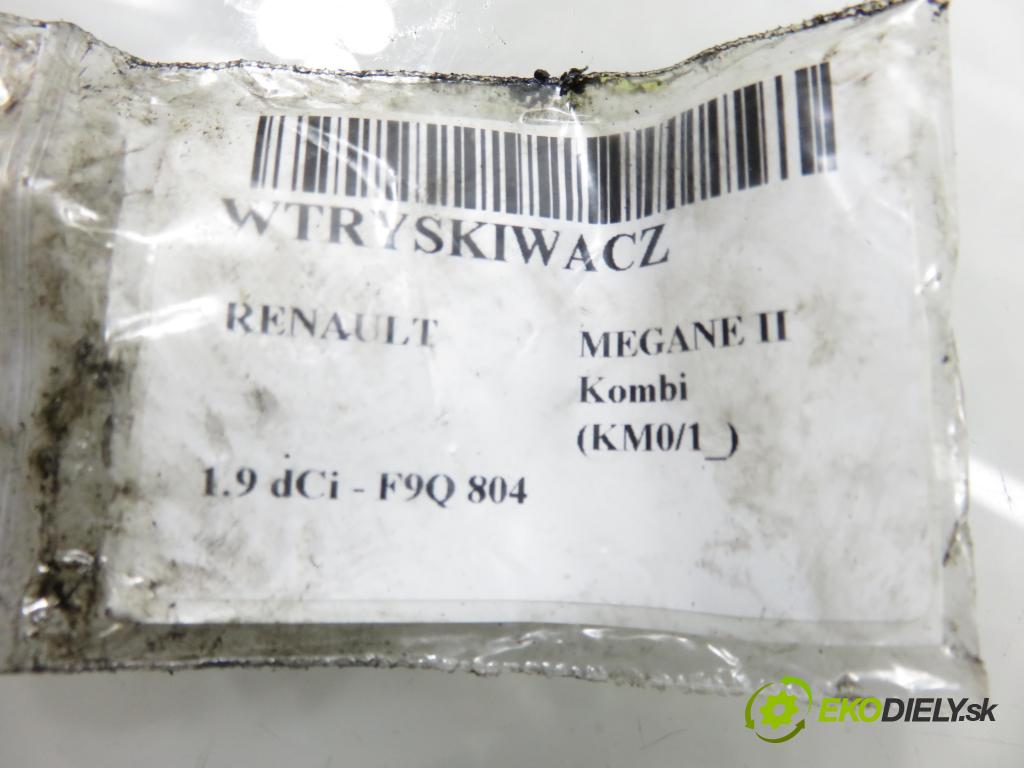 WTRYSKIWACZ
RENAULT
MEGANE II
Kombi
(KM0/1_)
1.9 dCi - F9Q 804
EKODIELY.sk